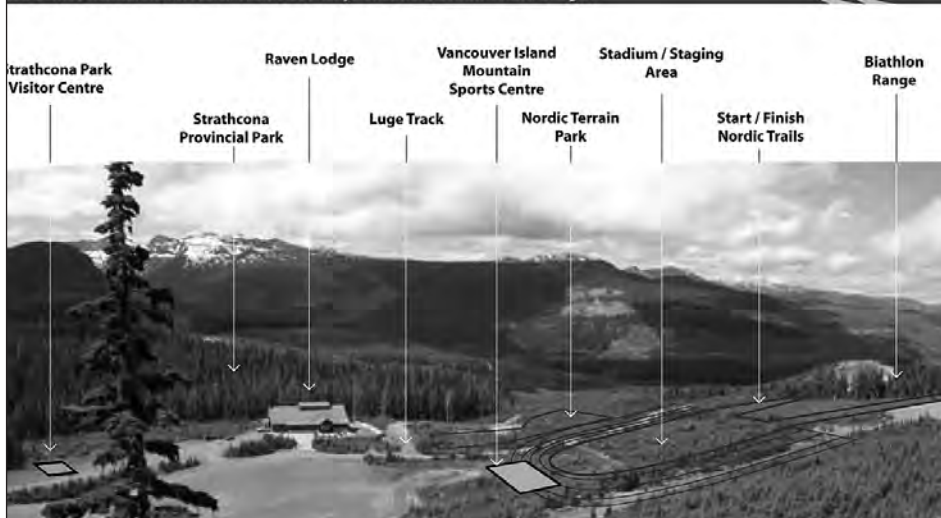 Strathcona Park
Visitor Centre
Strathcona
Provincial Park
Raven Lodge
Luge Track
Vancouver Island
Mountain
Sports Centre
Nordic Terrain
Park
Stadium / Staging
Area
Start / Finish
Nordic Trails
Biathlon
Range